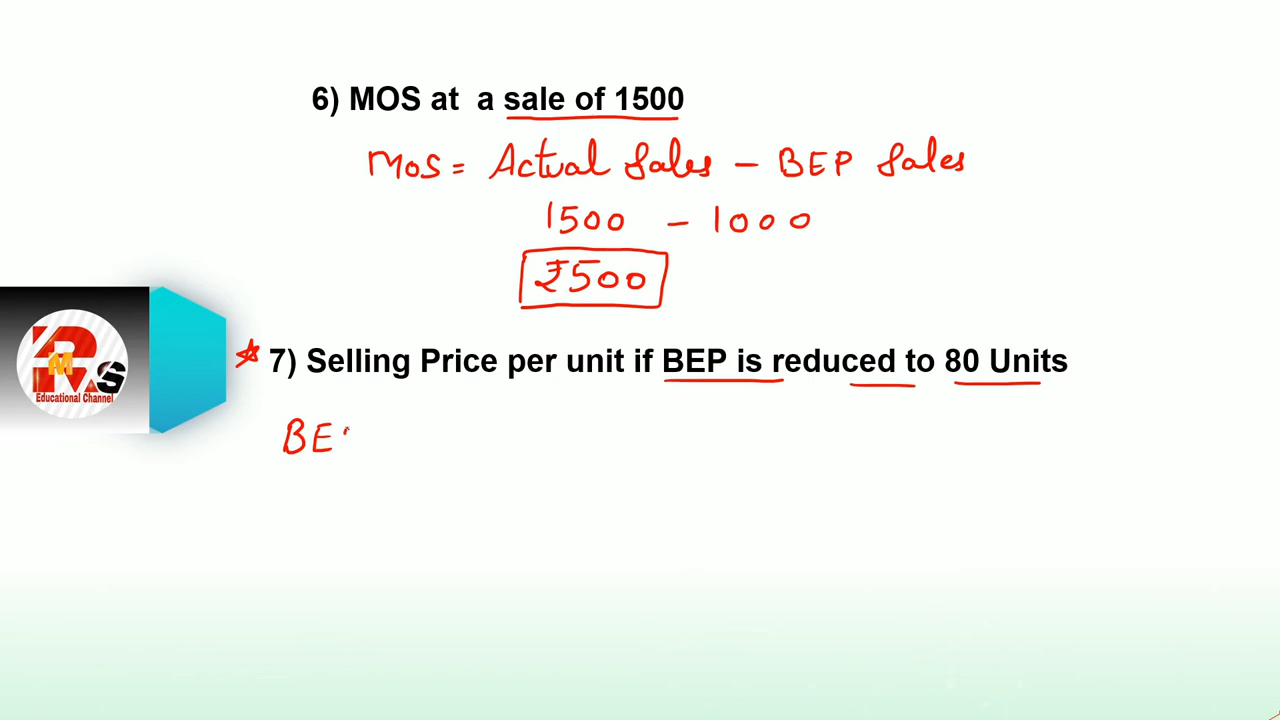 6) MOS at a sale of 1500
MOS = Actual Sales - BEP Sales
1500 - 1000
₹500
7) Selling Price per unit if BEP is reduced to 80 Units
BE
RMS
Educational Channel